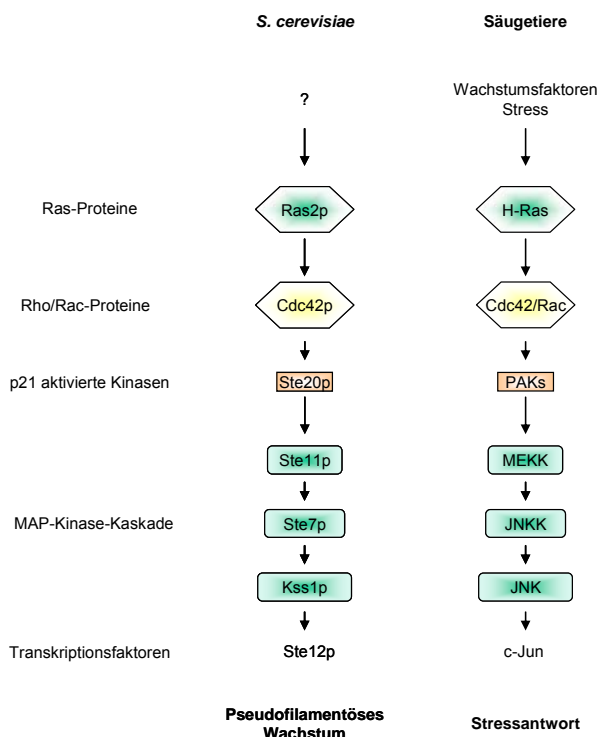 S. cerevisiae Säugetiere
? Wachstumsfaktoren
Stress
Ras-Proteine Ras2p H-Ras
Rho/Rac-Proteine Cdc42p Cdc42/Rac
p21 aktivierte Kinasen Ste20p PAKs
Ste11p MEKK
MAP-Kinase-Kaskade Ste7p JNKK
Kss1p JNK
Transkriptionsfaktoren Ste12p c-Jun
Pseudofilamentöses
Wachstum Stressantwort